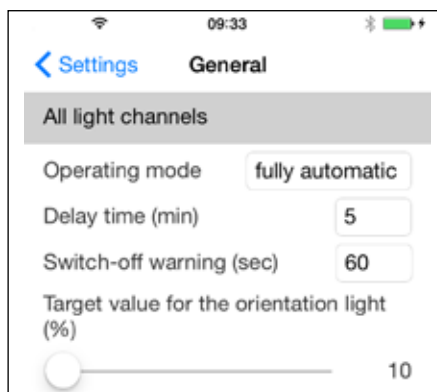 09:33
Settings General
All light channels
Operating mode fully automatic
Delay time (min) 5
Switch-off warning (sec) 60
Target value for the orientation light
(%)
10